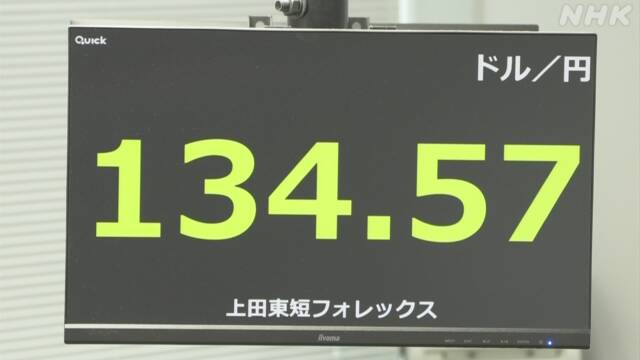 NHK
Quick
ドル／円
134.57
上田東短フォレックス
iiyama